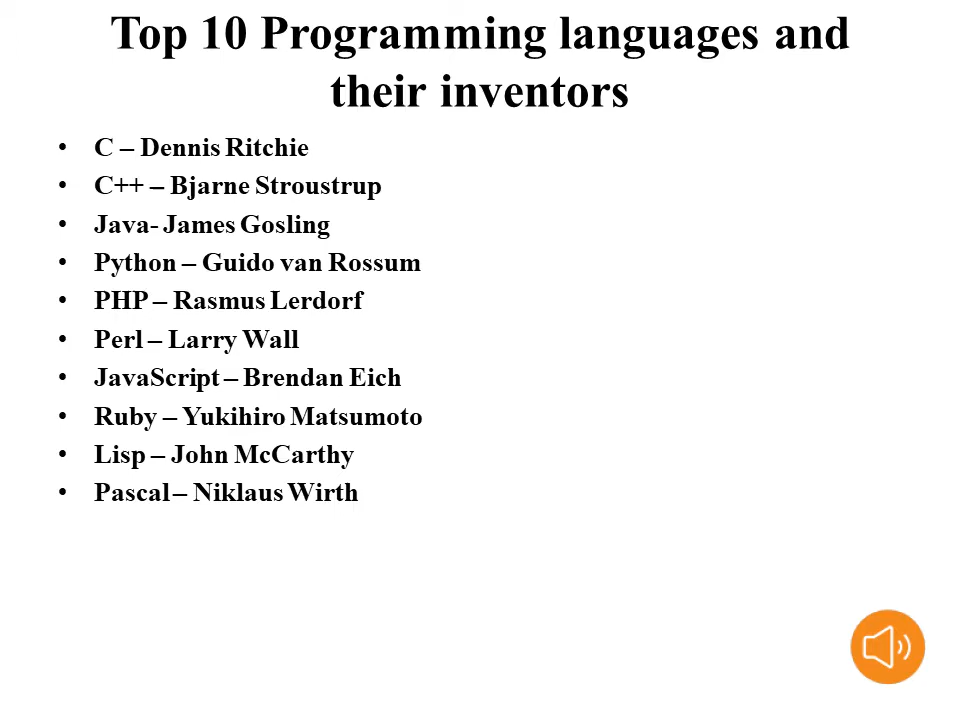 Top 10 Programming languages and
their inventors
• C – Dennis Ritchie
• C++ – Bjarne Stroustrup
• Java- James Gosling
• Python – Guido van Rossum
• PHP – Rasmus Lerdorf
• Perl – Larry Wall
• JavaScript – Brendan Eich
• Ruby – Yukihiro Matsumoto
• Lisp – John McCarthy
• Pascal – Niklaus Wirth